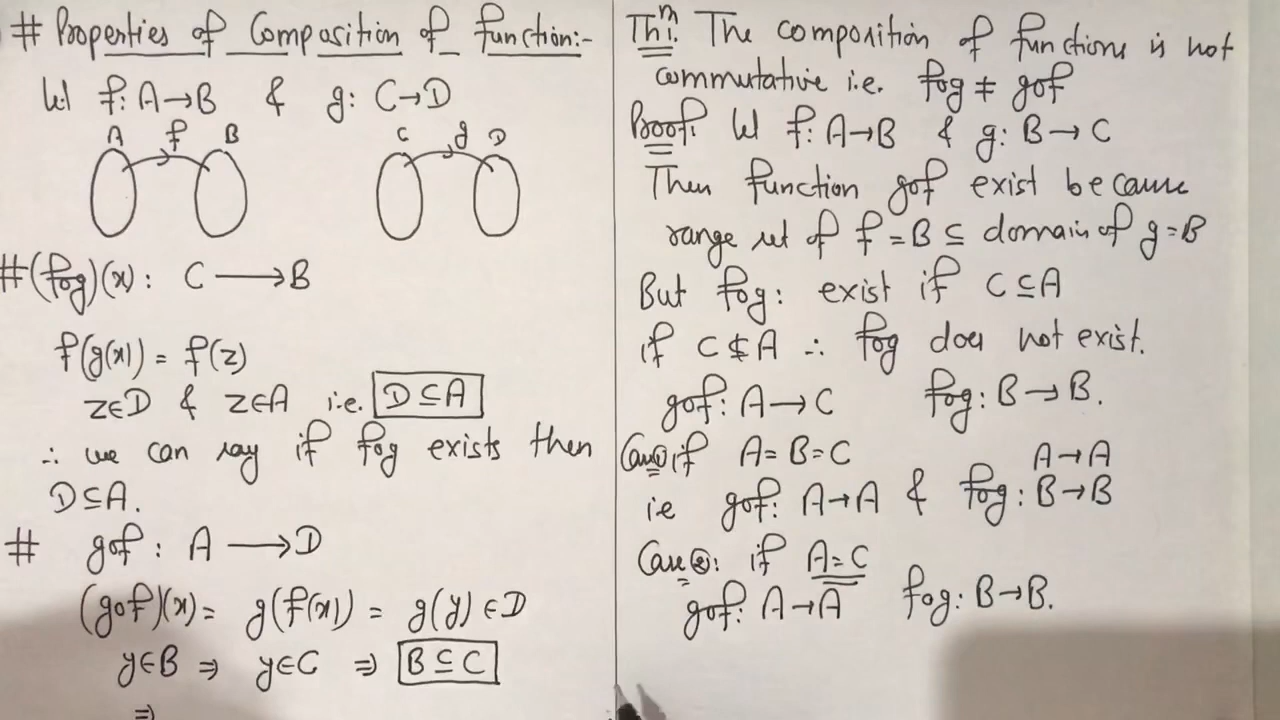 # Properties of Composition of function:-
let f: A→B & g: C→D
A f B C g D
#(fog)(x): C ⟶ B
f(g(x)) = f(z)
z∈D & z∈A i.e. D⊆A
∴ we can say if fog exists then
D⊆A.
# gof : A ⟶ D
(gof)(x) = g(f(x)) = g(y) ∈ D
y∈B ⇒ y∈C ⇒ B⊆C
⇒
Thm. The composition of functions is not
commutative i.e. fog ≠ gof
Proof: let f: A→B & g: B→C
Then function gof exist because
range set of f = B ⊆ domain of g = B
But fog: exist if C⊆A
if C⊈A ∴ fog does not exist.
gof: A→C fog: B→B.
Case① if A=B=C A→A
i.e gof: A→A & fog: B→B
Case②: if A=C
gof: A→A fog: B→B.